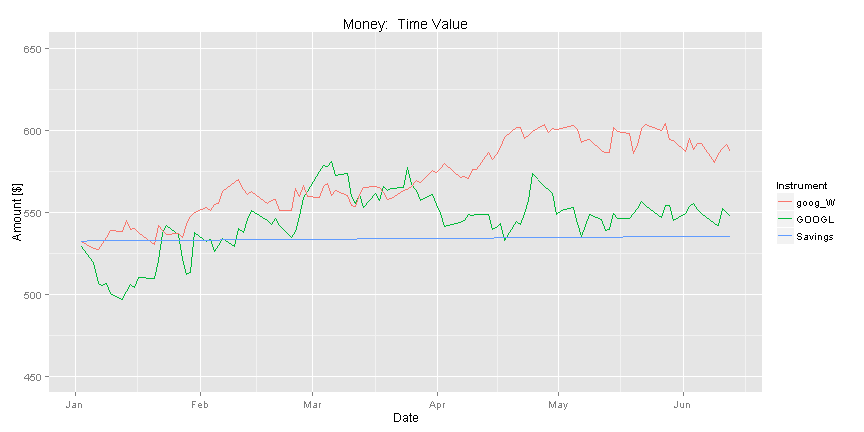 Money:  Time Value
Amount [$]
650
600
550
500
450
Jan Feb Mar Apr May Jun
Date
Instrument
goog_W
GOOGL
Savings